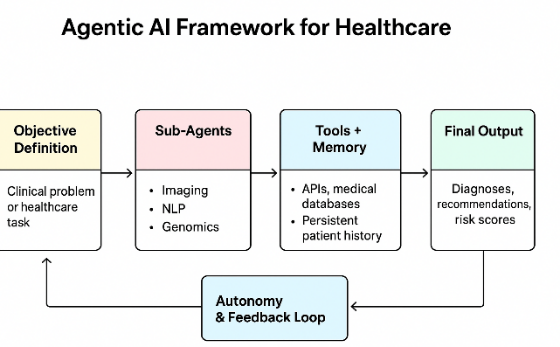 Agentic AI Framework for Healthcare
Objective
Definition
Clinical problem
or healthcare
task
Sub-Agents
• Imaging
• NLP
• Genomics
Tools +
Memory
• APIs, medical
databases
• Persistent
patient history
Final Output
Diagnoses,
recommendations,
risk scores
Autonomy
& Feedback Loop